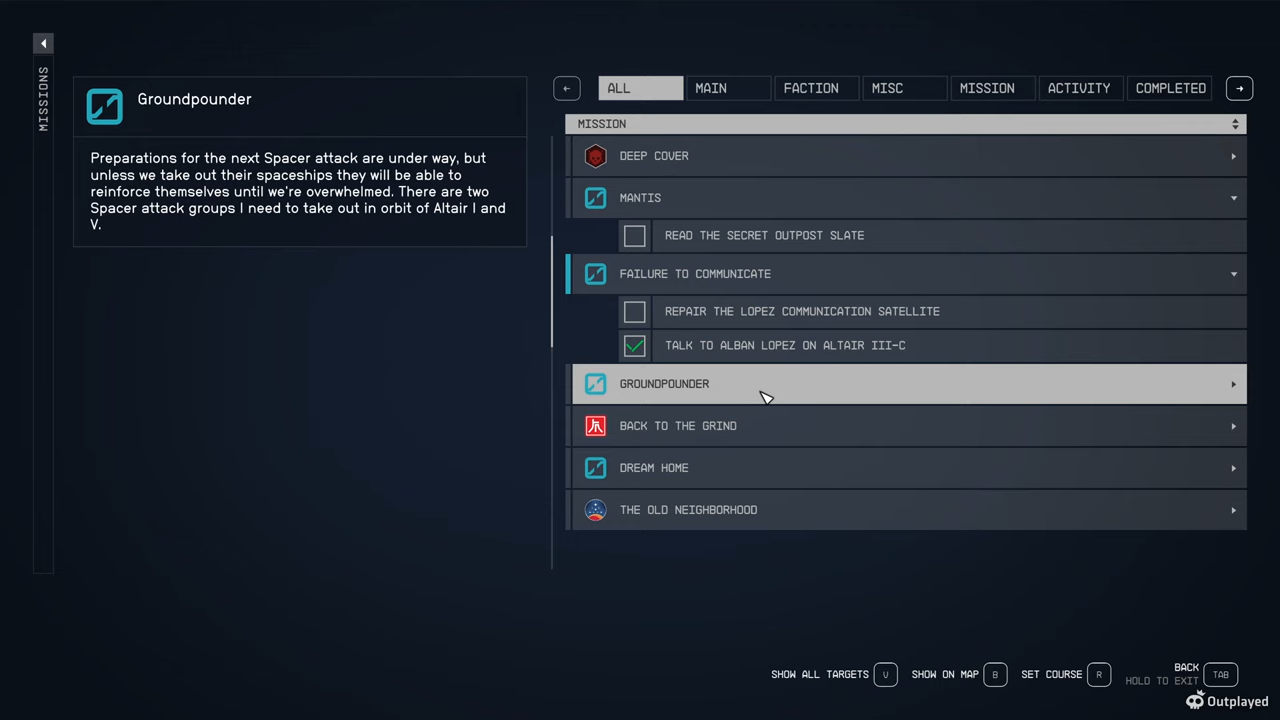 MISSIONS
Groundpounder
Preparations for the next Spacer attack are under way, but
unless we take out their spaceships they will be able to
reinforce themselves until we're overwhelmed. There are two
Spacer attack groups I need to take out in orbit of Altair I and
V.
ALL MAIN FACTION MISC MISSION ACTIVITY COMPLETED
MISSION
DEEP COVER
MANTIS
READ THE SECRET OUTPOST SLATE
FAILURE TO COMMUNICATE
REPAIR THE LOPEZ COMMUNICATION SATELLITE
TALK TO ALBAN LOPEZ ON ALTAIR III-C
GROUNDPOUNDER
BACK TO THE GRIND
DREAM HOME
THE OLD NEIGHBORHOOD
SHOW ALL TARGETS V SHOW ON MAP B SET COURSE R BACK TAB
HOLD TO EXIT
Outplayed